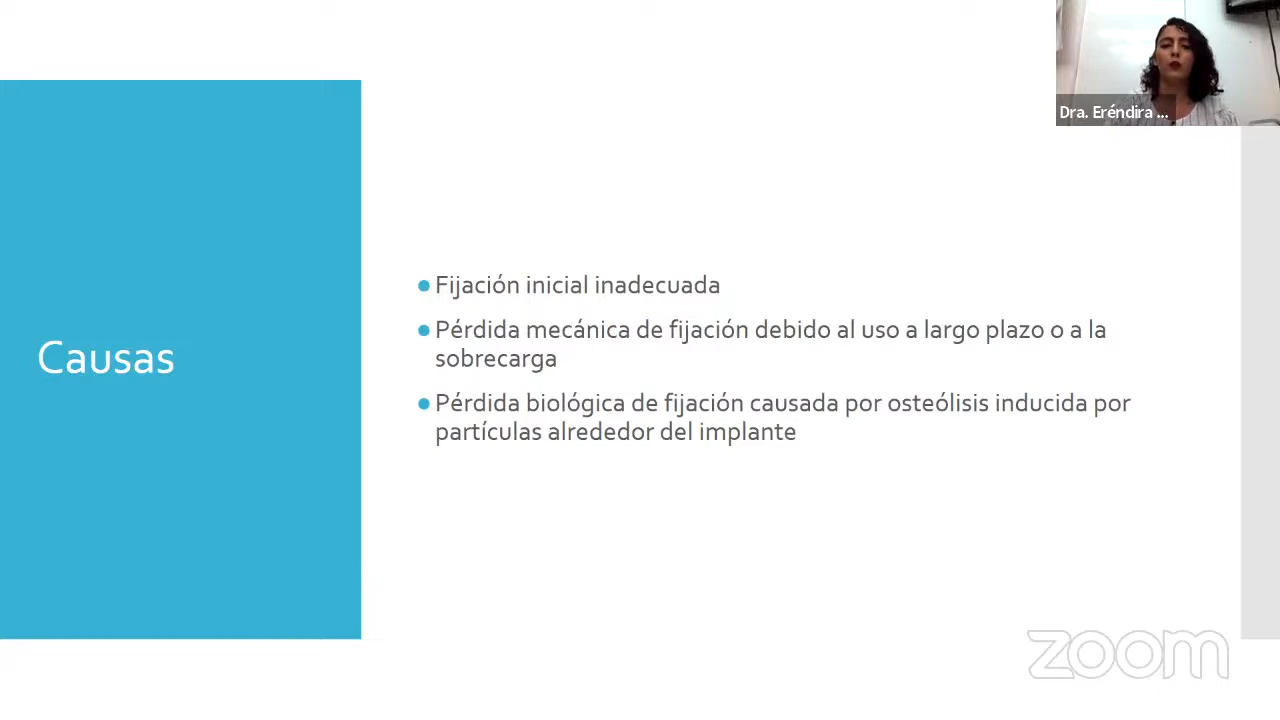 Dra. Eréndira ...
Causas
Fijación inicial inadecuada
Pérdida mecánica de fijación debido al uso a largo plazo o a la
sobrecarga
Pérdida biológica de fijación causada por osteólisis inducida por
partículas alrededor del implante
zoom